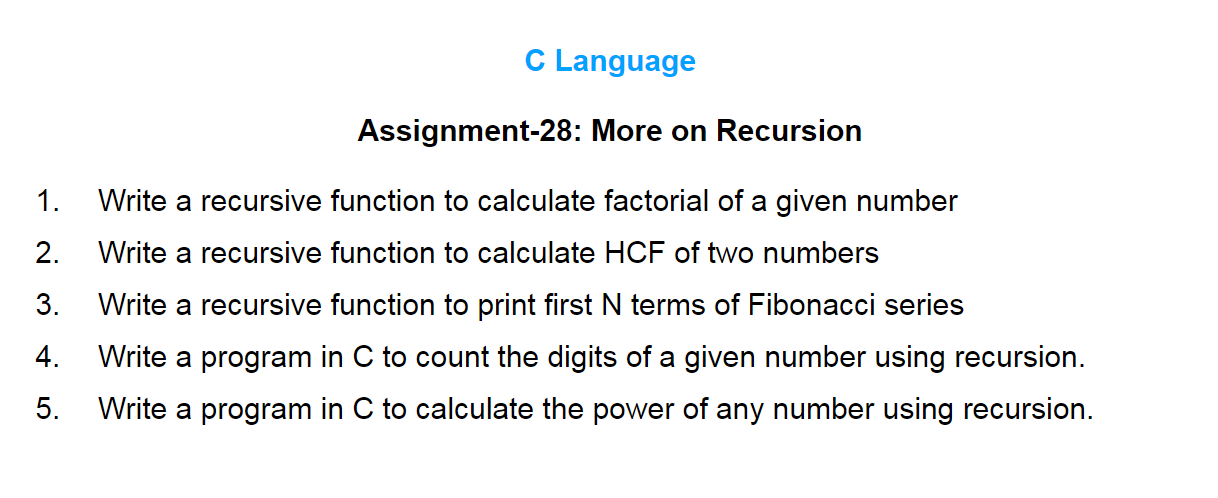 C Language
Assignment-28: More on Recursion
1. Write a recursive function to calculate factorial of a given number
2. Write a recursive function to calculate HCF of two numbers
3. Write a recursive function to print first N terms of Fibonacci series
4. Write a program in C to count the digits of a given number using recursion.
5. Write a program in C to calculate the power of any number using recursion.